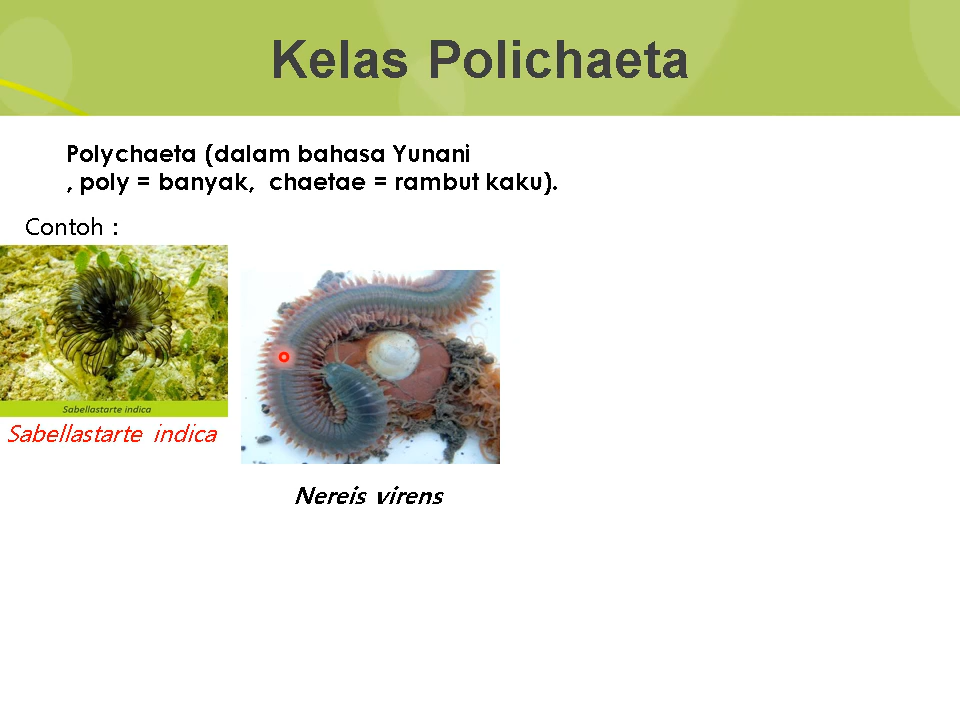 Kelas Polichaeta
Polychaeta (dalam bahasa Yunani
, poly = banyak, chaetae = rambut kaku).
Contoh :
Sabellastarte indica
Sabellastarte indica
Nereis virens